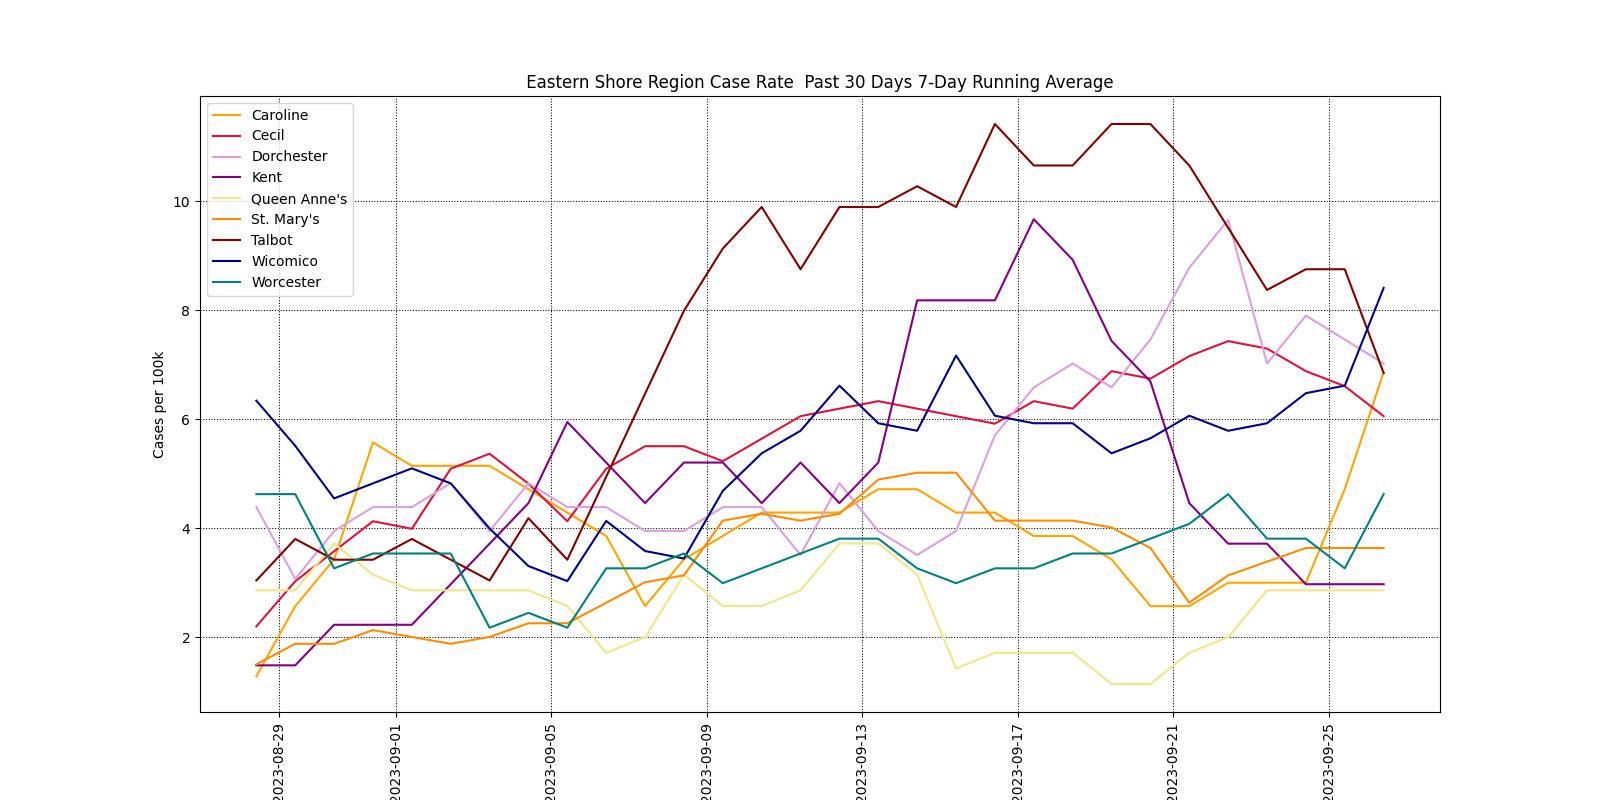 Eastern Shore Region Case Rate  Past 30 Days 7-Day Running Average
Caroline
Cecil
Dorchester
Kent
Queen Anne's
St. Mary's
Talbot
Wicomico
Worcester
Cases per 100k
10
8
6
4
2
2023-08-29
2023-09-01
2023-09-05
2023-09-09
2023-09-13
2023-09-17
2023-09-21
2023-09-25